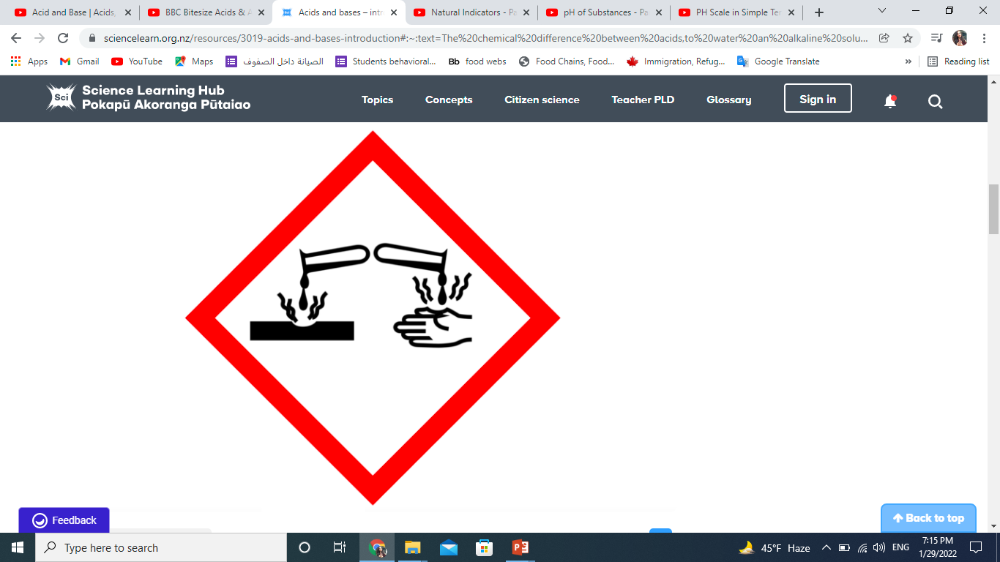 Acid and Base | Acids,
BBC Bitesize Acids & A
Acids and bases – intr
Natural Indicators - Pa
pH of Substances - Pa
PH Scale in Simple Ter
sciencelearn.org.nz/resources/3019-acids-and-bases-introduction#:~:text=The%20chemical%20difference%20between%20acids,to%20water%20an%20alkaline%20solu...
Apps
Gmail
YouTube
Maps
الصيانة داخل الصفوف
Students behavioral...
Bb food webs
Food Chains, Food...
Immigration, Refug...
Google Translate
»
Reading list
Sci
Science Learning Hub
Pokapū Akoranga Pūtaiao
Topics
Concepts
Citizen science
Teacher PLD
Glossary
Sign in
Feedback
Back to top
Type here to search
45°F Haze
ENG
7:15 PM
1/29/2022